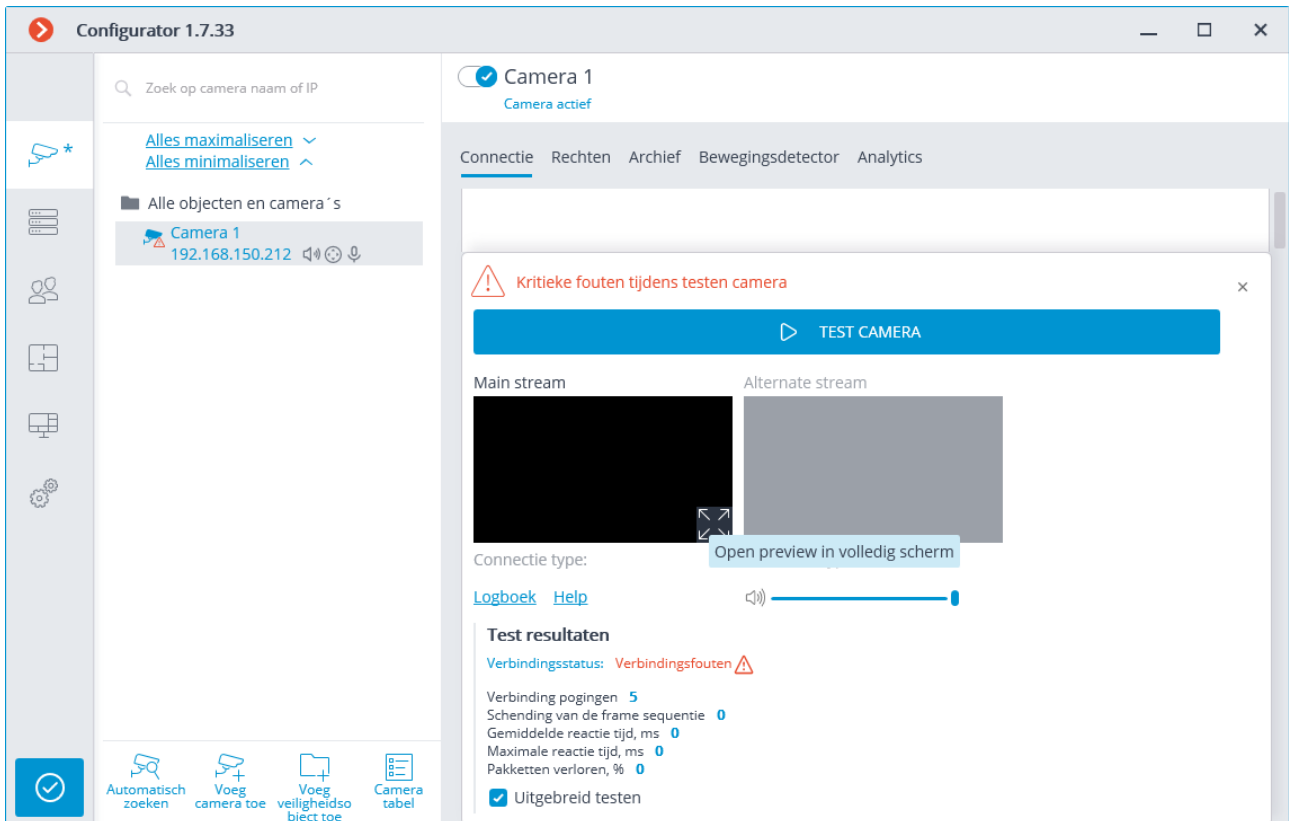 Configurator 1.7.33
Zoek op camera naam of IP
Alles maximaliseren
Alles minimaliseren
Alle objecten en camera´s
Camera 1
192.168.150.212
Automatisch zoeken
Voeg camera toe
Voeg veiligheidso bject toe
Camera tabel
Camera 1
Camera actief
Connectie Rechten Archief Bewegingsdetector Analytics
Kritieke fouten tijdens testen camera
TEST CAMERA
Main stream
Alternate stream
Open preview in volledig scherm
Connectie type:
Logboek Help
Test resultaten
Verbindingsstatus: Verbindingsfouten
Verbinding pogingen 5
Schending van de frame sequentie 0
Gemiddelde reactie tijd, ms 0
Maximale reactie tijd, ms 0
Pakketten verloren, % 0
Uitgebreid testen